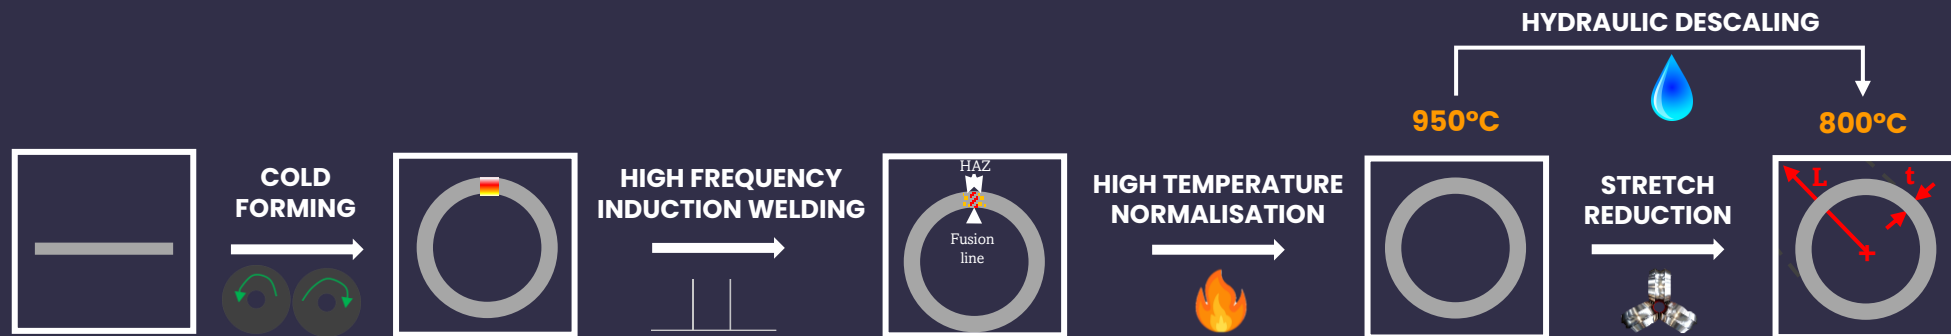 HYDRAULIC DESCALING
950°C
800°C
COLD
FORMING
HIGH FREQUENCY
INDUCTION WELDING
HAZ
Fusion
line
HIGH TEMPERATURE
NORMALISATION
STRETCH
REDUCTION
L
t